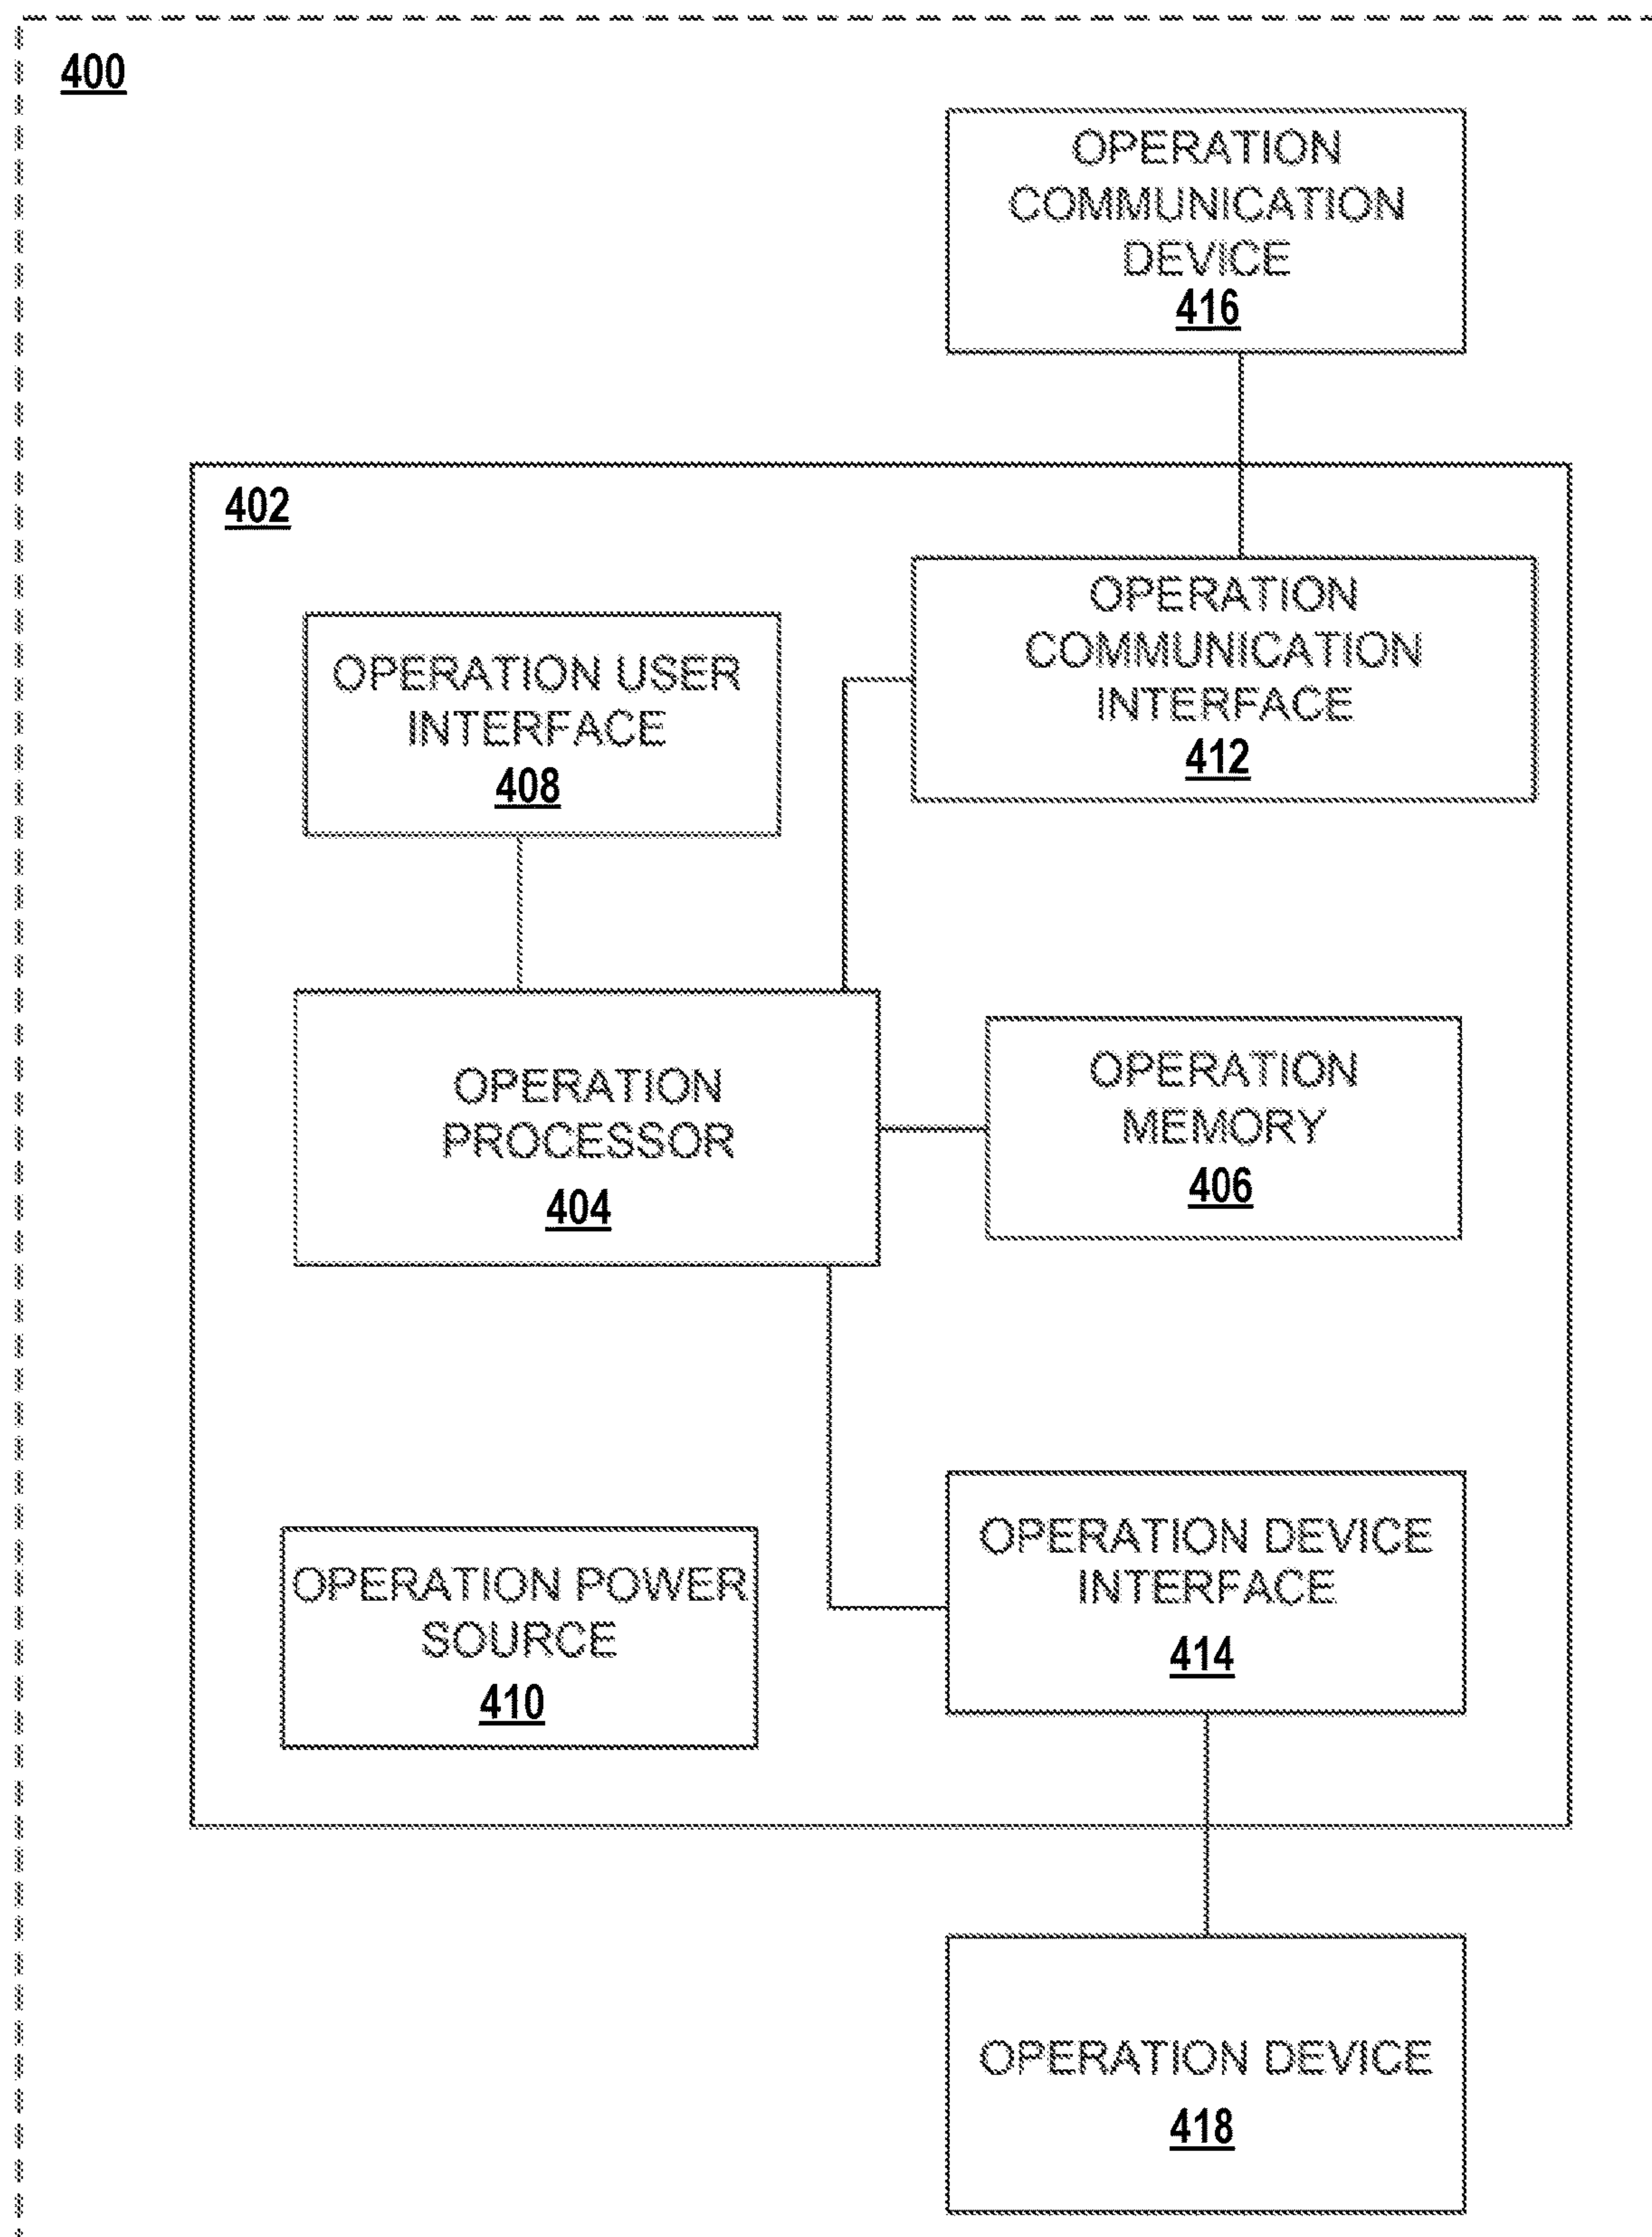 400
OPERATION
COMMUNICATION
DEVICE
416
402
OPERATION USER
INTERFACE
408
OPERATION
COMMUNICATION
INTERFACE
412
OPERATION
PROCESSOR
404
OPERATION
MEMORY
406
OPERATION POWER
SOURCE
410
OPERATION DEVICE
INTERFACE
414
OPERATION DEVICE
418